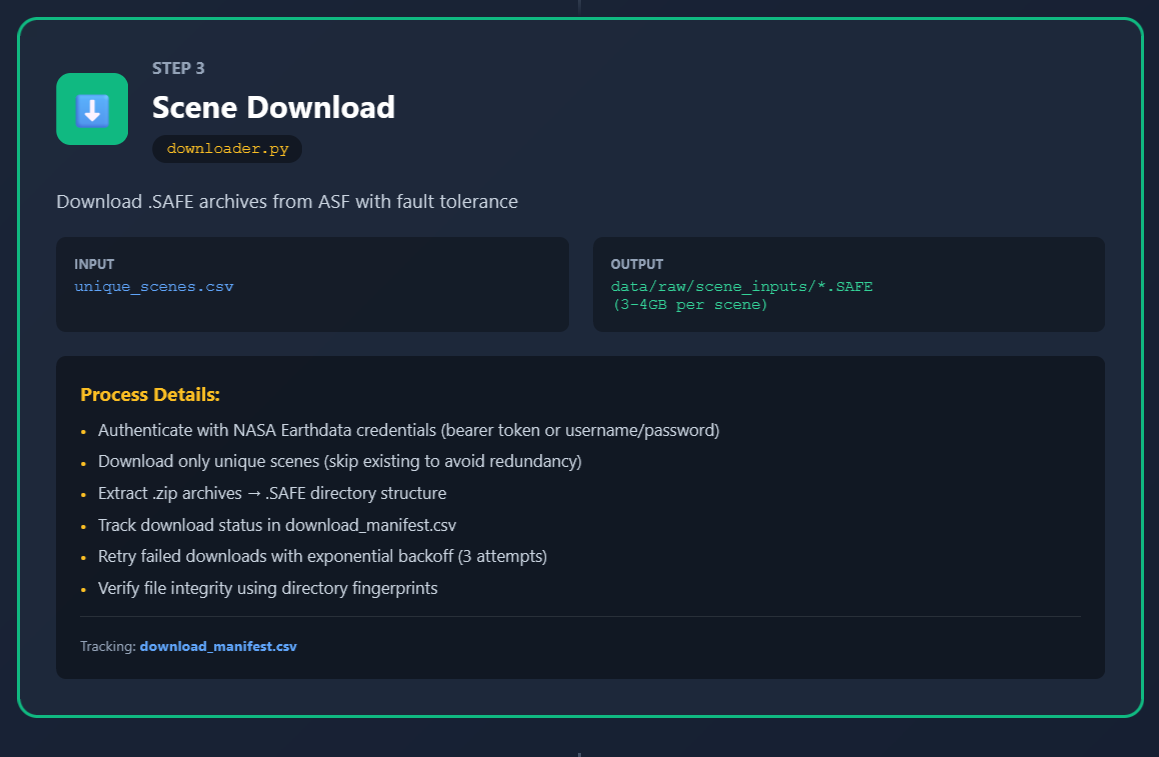 STEP 3
Scene Download
downloader.py
Download .SAFE archives from ASF with fault tolerance
INPUT
unique_scenes.csv
OUTPUT
data/raw/scene_inputs/*.SAFE
(3-4GB per scene)
Process Details:
• Authenticate with NASA Earthdata credentials (bearer token or username/password)
• Download only unique scenes (skip existing to avoid redundancy)
• Extract .zip archives → .SAFE directory structure
• Track download status in download_manifest.csv
• Retry failed downloads with exponential backoff (3 attempts)
• Verify file integrity using directory fingerprints
Tracking: download_manifest.csv